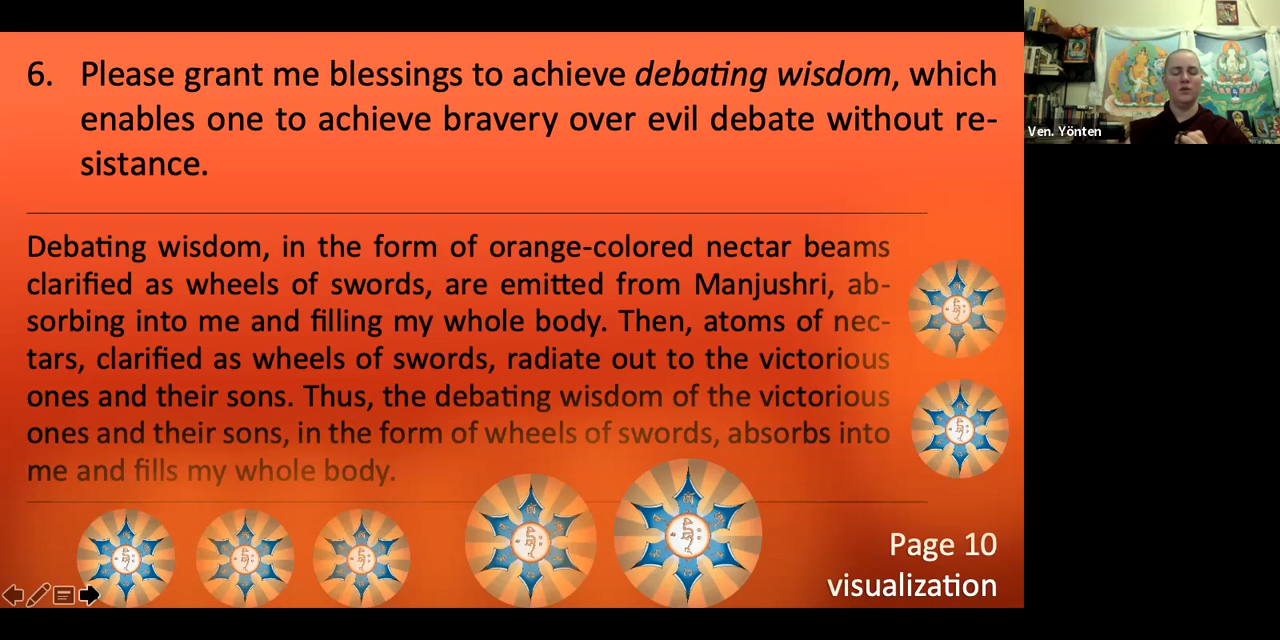 6. Please grant me blessings to achieve debating wisdom, which
enables one to achieve bravery over evil debate without re-
sistance.
Debating wisdom, in the form of orange-colored nectar beams
clarified as wheels of swords, are emitted from Manjushri, ab-
sorbing into me and filling my whole body. Then, atoms of nec-
tars, clarified as wheels of swords, radiate out to the victorious
ones and their sons. Thus, the debating wisdom of the victorious
ones and their sons, in the form of wheels of swords, absorbs into
me and fills my whole body.
Page 10
visualization
Ven. Yönten